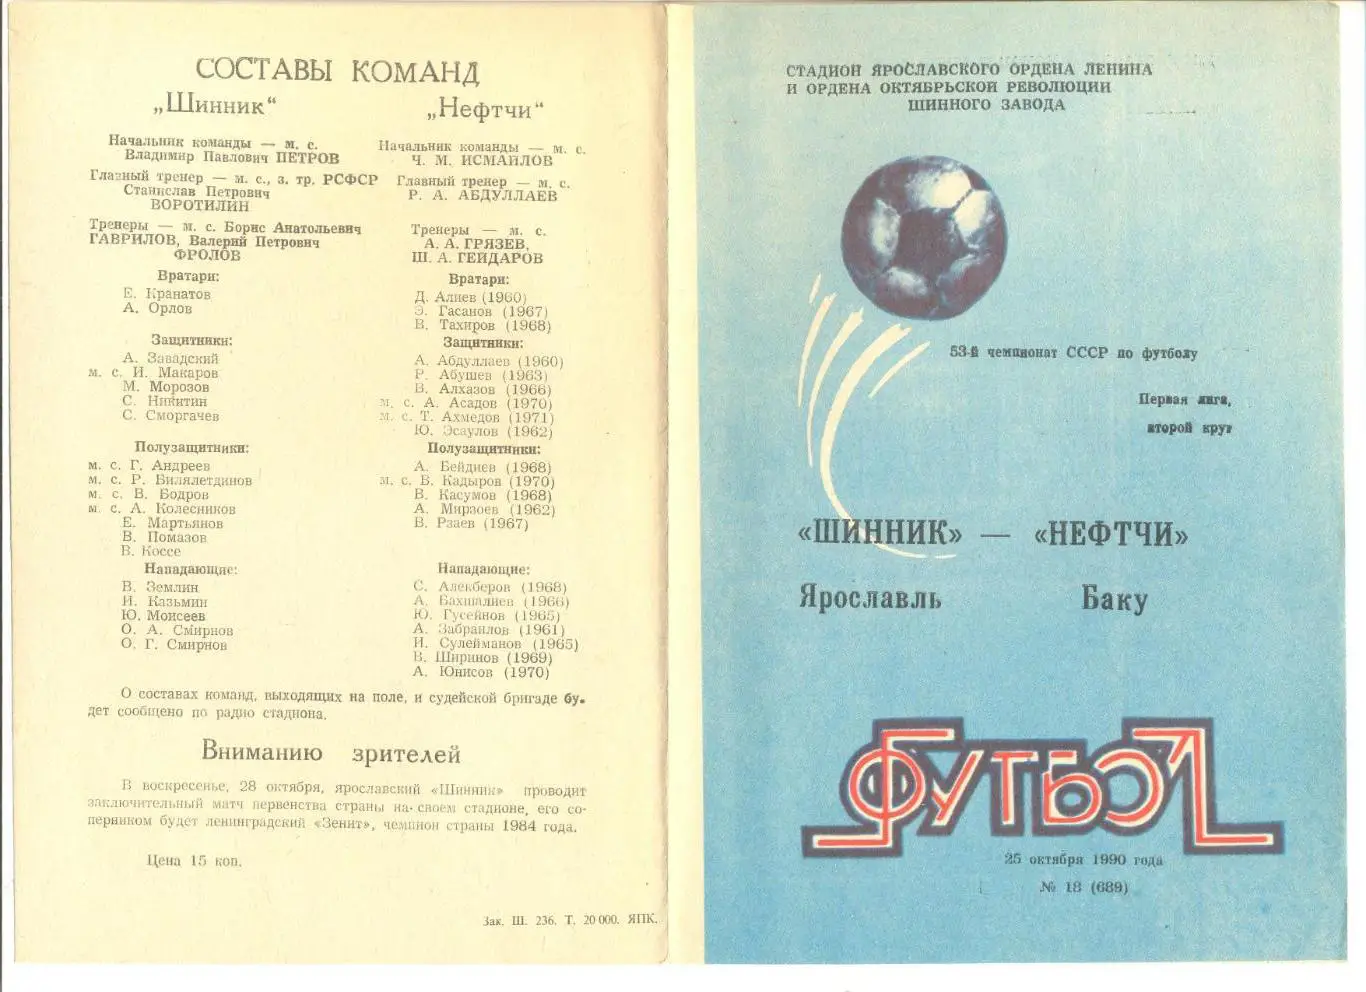 СОСТАВЫ КОМАНД
„Шинник“
Начальник команды — м. с.
Владимир Павлович ПЕТРОВ
Главный тренер — м. с., з. тр. РСФСР
Станислав Петрович
ВОРОТИЛИН
Тренеры — м. с. Борис Анатольевич
ГАВРИЛОВ, Валерий Петрович
ФРОЛОВ
Вратари:
Е. Кранатов
А. Орлов
Защитники:
А. Завадский
м. с. И. Макаров
М. Морозов
С. Никитин
С. Сморгачев
Полузащитники:
м. с. Г. Андреев
м. с. Р. Билялетдинов
м. с. В. Бодров
м. с. А. Колесников
Е. Мартьянов
В. Помазов
В. Коссе
Нападающие:
В. Землин
И. Казьмин
Ю. Моисеев
О. А. Смирнов
О. Г. Смирнов
„Нефтчи“
Начальник команды — м. с.
Ч. М. ИСМАЙЛОВ
Главный тренер — м. с.
Р. А. АБДУЛЛАЕВ
Тренеры — м. с.
А. А. ГРЯЗЕВ,
Ш. А. ГЕЙДАРОВ
Вратари:
Д. Алиев (1960)
Э. Гасанов (1967)
В. Тахиров (1968)
Защитники:
А. Абдуллаев (1960)
Р. Абушев (1963)
В. Алхазов (1966)
м. с. А. Асадов (1970)
м. с. Т. Ахмедов (1971)
Ю. Эсаулов (1962)
Полузащитники:
А. Бейдиев (1968)
м. с. В. Кадыров (1970)
В. Касумов (1968)
А. Мирзоев (1962)
В. Рзаев (1967)
Нападающие:
С. Алекберов (1968)
А. Бахшалиев (1966)
Ю. Гусейнов (1965)
А. Забраилов (1961)
И. Сулейманов (1965)
В. Ширинов (1969)
А. Юнисов (1970)
О составах команд, выходящих на поле, и судейской бригаде бу-
дет сообщено по радио стадиона.
Вниманию зрителей
В воскресенье, 28 октября, ярославский «Шинник» проводит
заключительный матч первенства страны на своем стадионе, его со-
перником будет ленинградский «Зенит», чемпион страны 1984 года.
Цена 15 коп.
Зак. Ш. 236. Т. 20 000. ЯПК.
СТАДИОН ЯРОСЛАВСКОГО ОРДЕНА ЛЕНИНА
И ОРДЕНА ОКТЯБРЬСКОЙ РЕВОЛЮЦИИ
ШИННОГО ЗАВОДА
53-й чемпионат СССР по футболу
Первая лига,
второй круг
«ШИННИК» — «НЕФТЧИ»
Ярославль Баку
ФУТБОЛ
25 октября 1990 года
№ 18 (689)